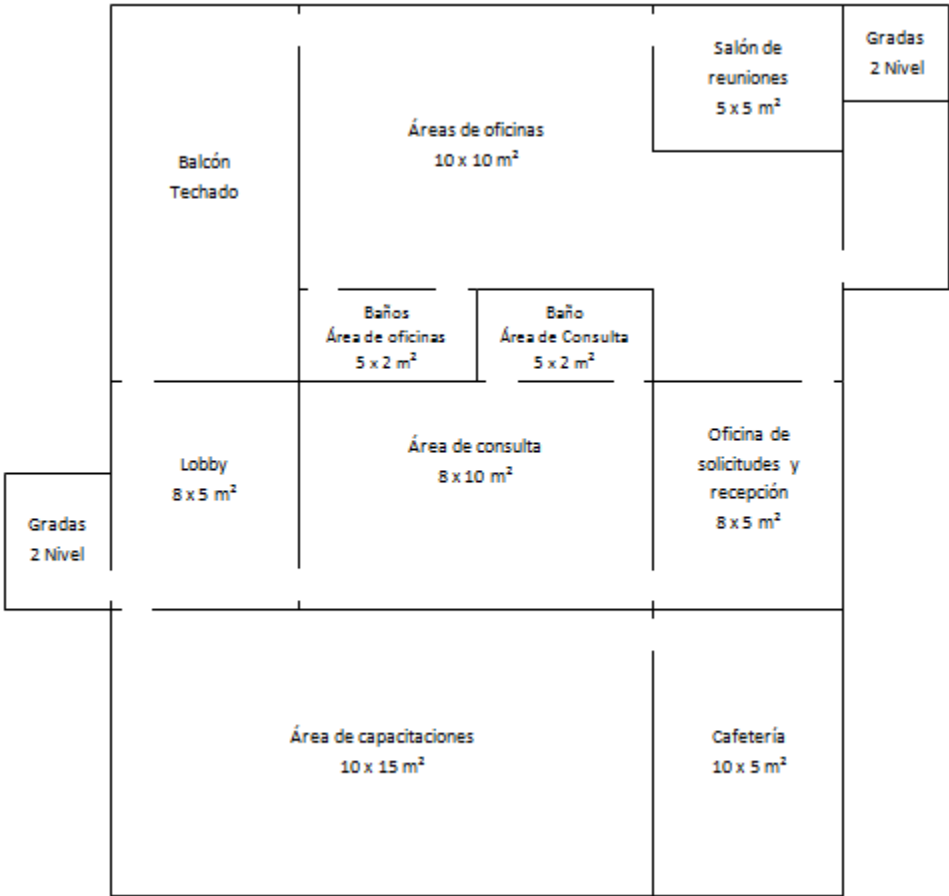 Salón de
reuniones
5 x 5 m²
Gradas
2 Nivel
Áreas de oficinas
10 x 10 m²
Balcón
Techado
Baños
Área de oficinas
5 x 2 m²
Baño
Área de Consulta
5 x 2 m²
Lobby
8 x 5 m²
Área de consulta
8 x 10 m²
Oficina de
solicitudes y
recepción
8 x 5 m²
Gradas
2 Nivel
Área de capacitaciones
10 x 15 m²
Cafetería
10 x 5 m²